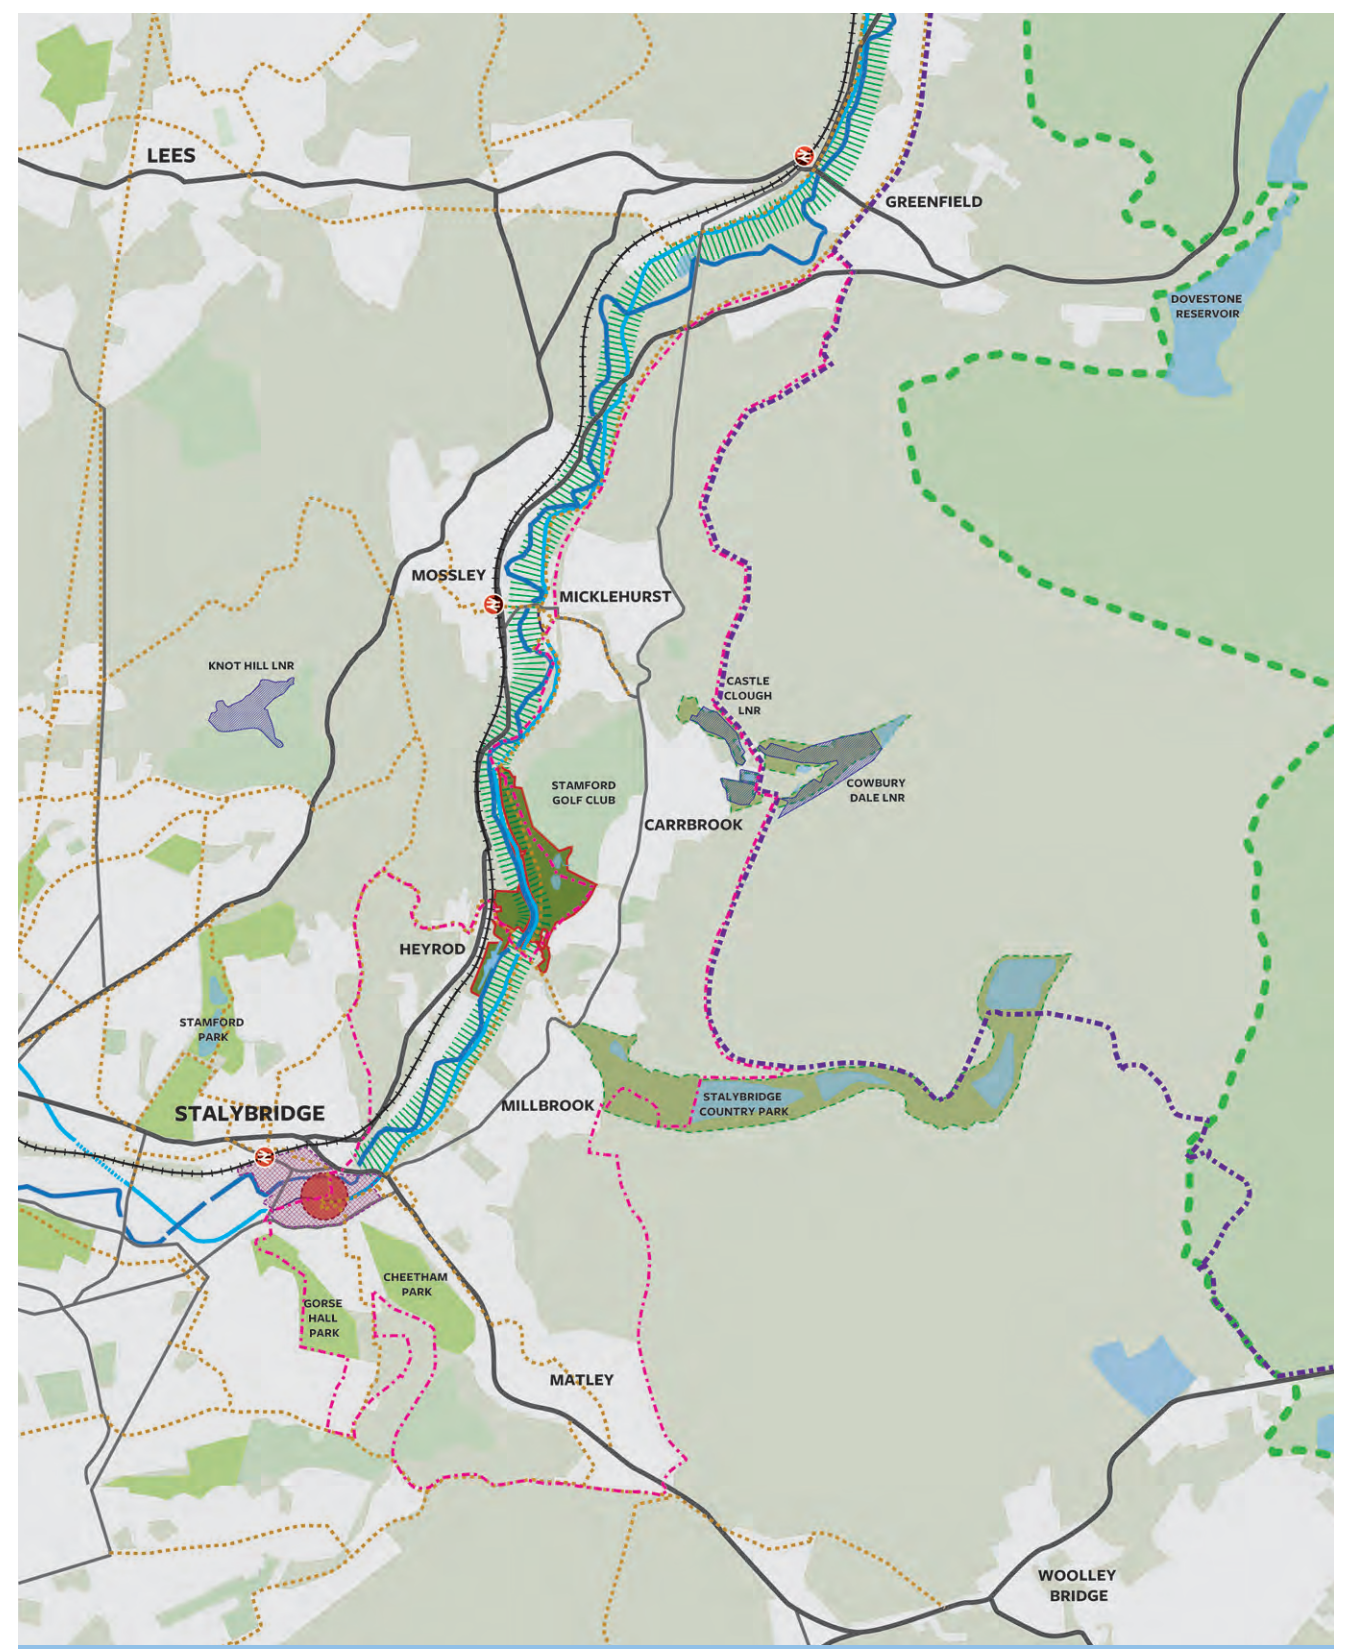 LEES
GREENFIELD
DOVESTONE
RESERVOIR
MOSSLEY
MICKLEHURST
KNOT HILL LNR
CASTLE
CLOUGH
LNR
STAMFORD
GOLF CLUB
COWBURY
DALE LNR
CARRBROOK
HEYROD
STAMFORD
PARK
STALYBRIDGE
MILLBROOK
STALYBRIDGE
COUNTRY PARK
CHEETHAM
PARK
GORSE
HALL
PARK
MATLEY
WOOLLEY
BRIDGE